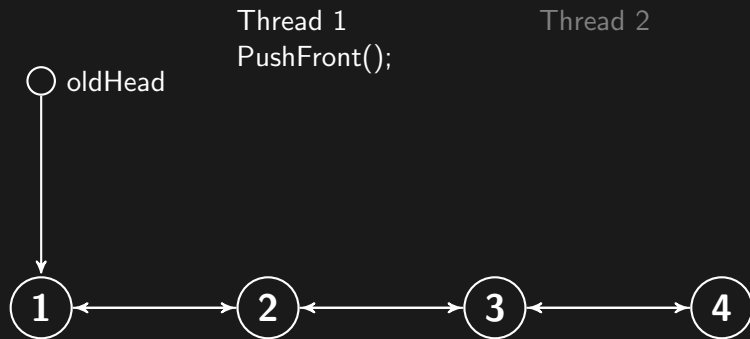 Thread 1
PushFront();
Thread 2
oldHead
1
2
3
4